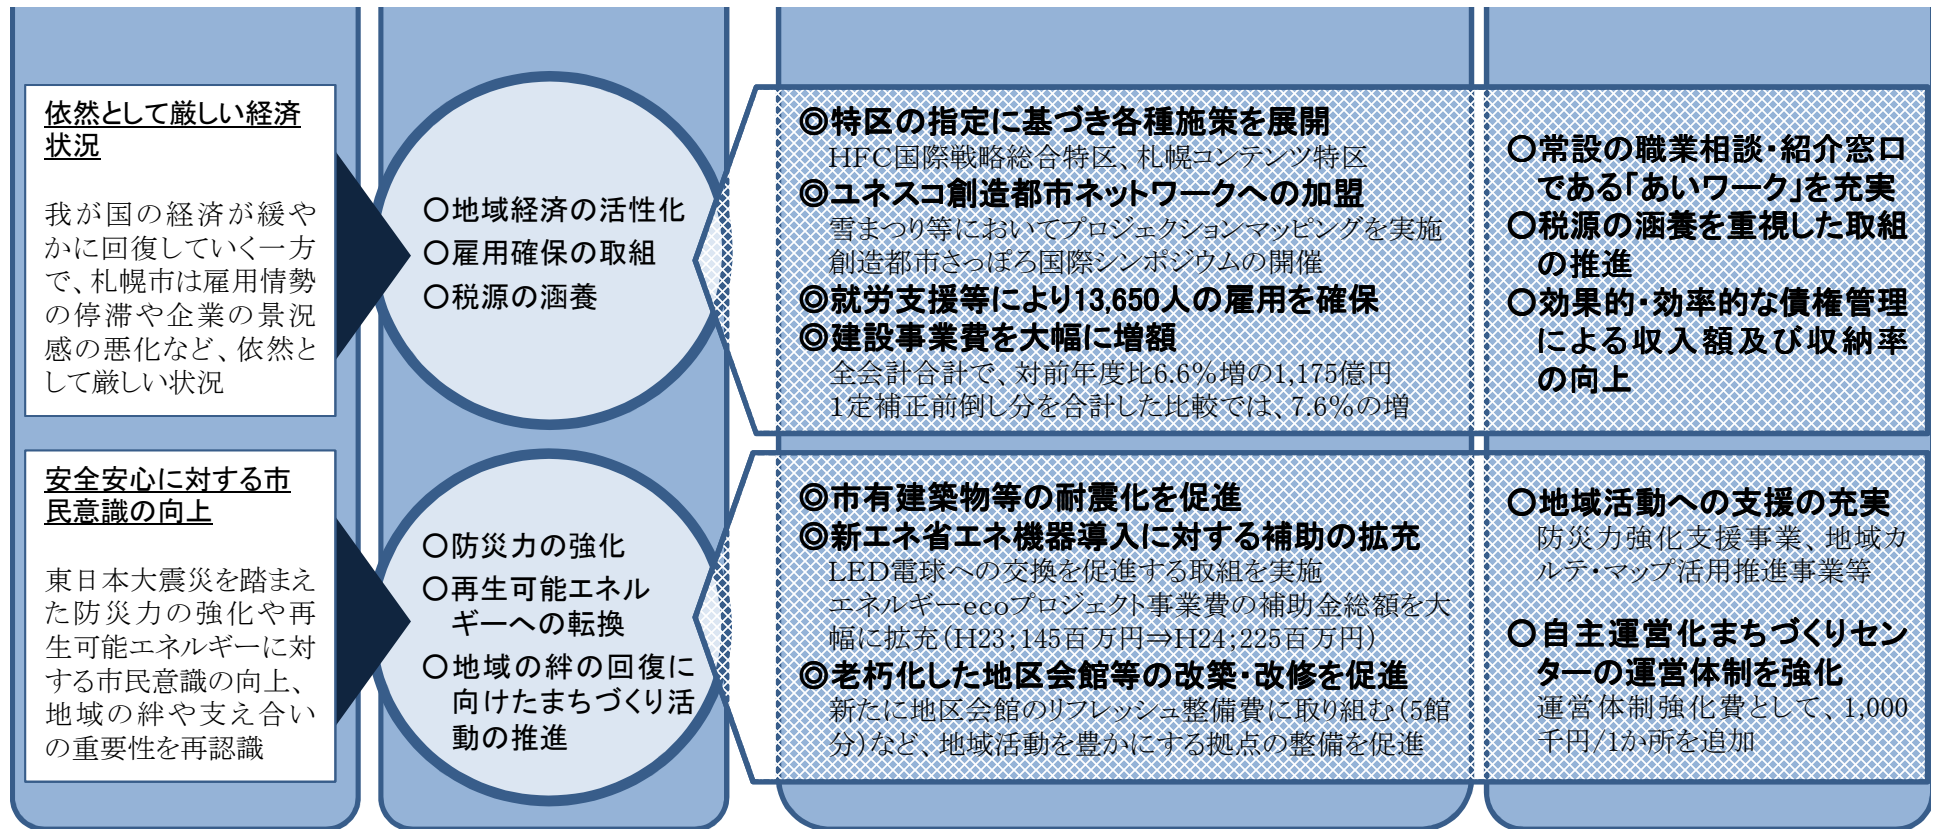 依然として厳しい経済
状況
我が国の経済が緩や
かに回復していく一方
で、札幌市は雇用情勢
の停滞や企業の景況
感の悪化など、依然と
して厳しい状況
○地域経済の活性化
○雇用確保の取組
○税源の涵養
◎特区の指定に基づき各種施策を展開
HFC国際戦略総合特区、札幌コンテンツ特区
◎ユネスコ創造都市ネットワークへの加盟
雪まつり等においてプロジェクションマッピングを実施
創造都市さっぽろ国際シンポジウムの開催
◎就労支援等により13,650人の雇用を確保
◎建設事業費を大幅に増額
全会計合計で、対前年度比6.6%増の1,175億円
1定補正前倒し分を合計した比較では、7.6%の増
○常設の職業相談・紹介窓口
である「あいワーク」を充実
○税源の涵養を重視した取組
の推進
○効果的・効率的な債権管理
による収入額及び収納率
の向上
安全安心に対する市
民意識の向上
東日本大震災を踏まえ
た防災力の強化や再
生可能エネルギーに対
する市民意識の向上、
地域の絆や支え合い
の重要性を再認識
○防災力の強化
○再生可能エネル
ギーへの転換
○地域の絆の回復に
向けたまちづくり活
動の推進
◎市有建築物等の耐震化を促進
◎新エネ省エネ機器導入に対する補助の拡充
LED電球への交換を促進する取組を実施
エネルギーecoプロジェクト事業費の補助金総額を大
幅に拡充(H23;145百万円⇒H24;225百万円)
◎老朽化した地区会館等の改築・改修を促進
新たに地区会館のリフレッシュ整備費に取り組む(5館
分)など、地域活動を豊かにする拠点の整備を促進
○地域活動への支援の充実
防災力強化支援事業、地域カ
ルテ・マップ活用推進事業等
○自主運営化まちづくりセン
ターの運営体制を強化
運営体制強化費として、1,000
千円/1か所を追加